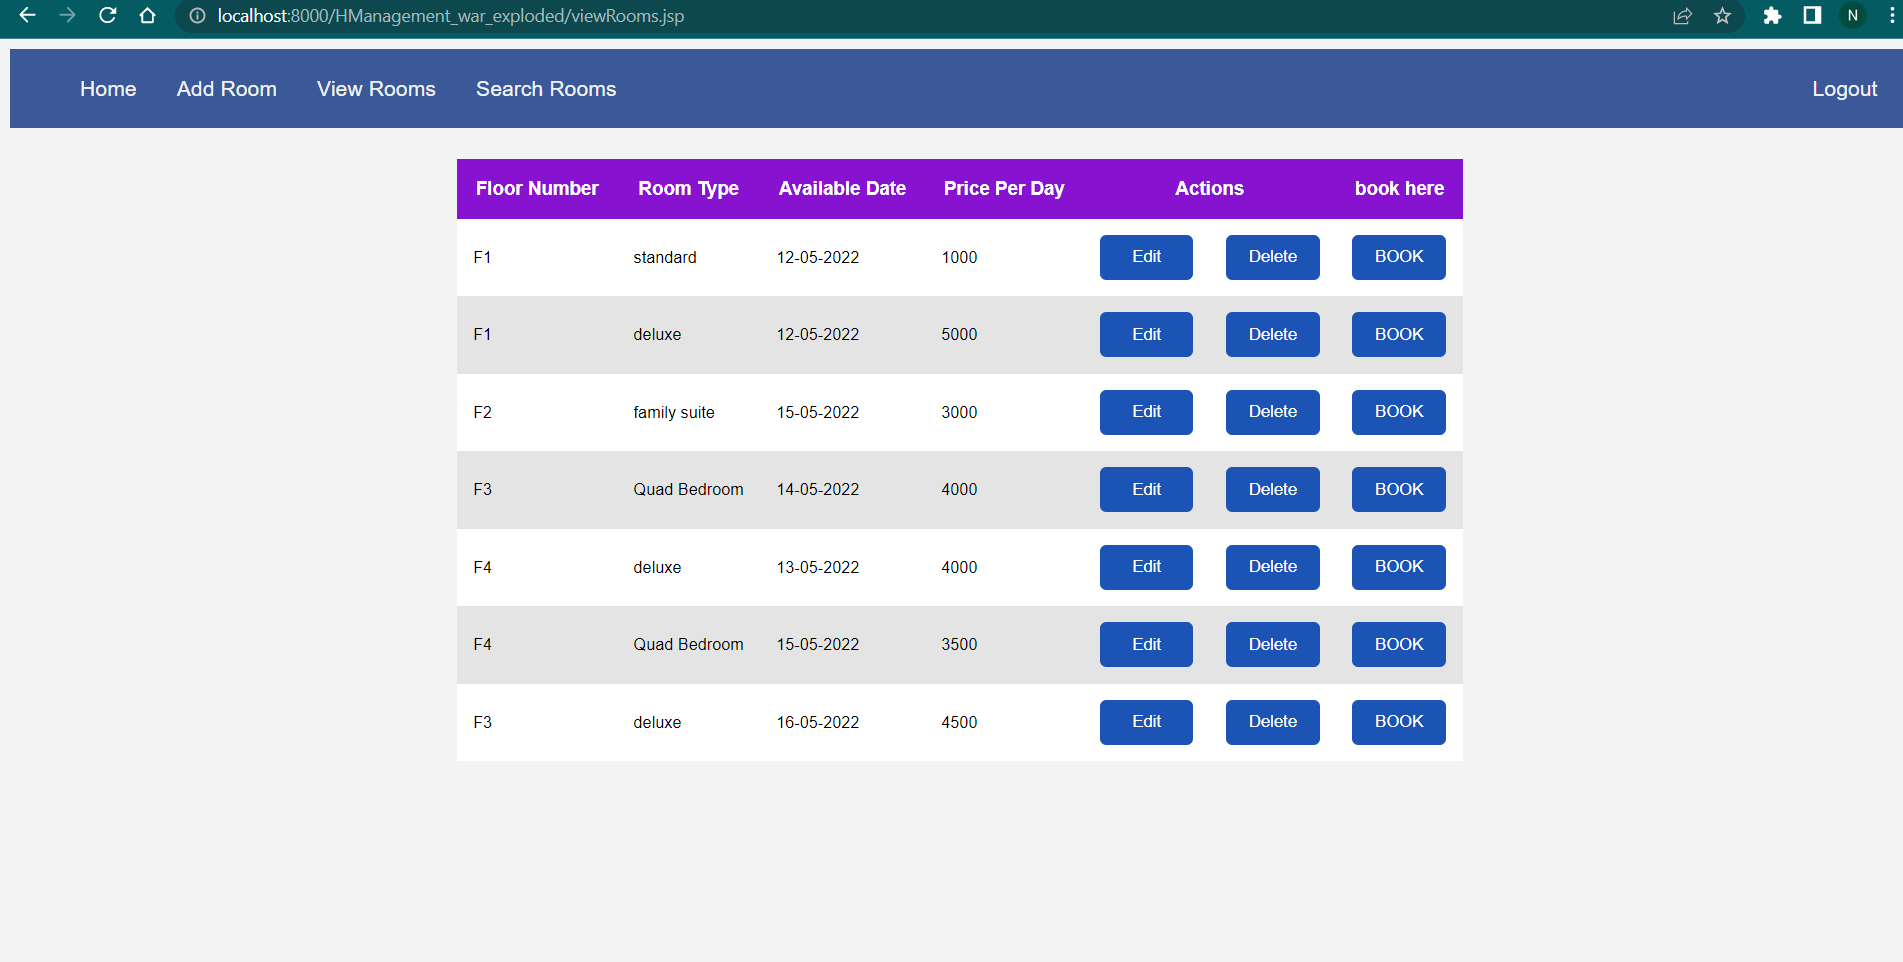 localhost:8000/HManagement_war_exploded/viewRooms.jsp N
Home Add Room View Rooms Search Rooms Logout
Floor Number Room Type Available Date Price Per Day Actions book here
F1 standard 12-05-2022 1000 Edit Delete BOOK
F1 deluxe 12-05-2022 5000 Edit Delete BOOK
F2 family suite 15-05-2022 3000 Edit Delete BOOK
F3 Quad Bedroom 14-05-2022 4000 Edit Delete BOOK
F4 deluxe 13-05-2022 4000 Edit Delete BOOK
F4 Quad Bedroom 15-05-2022 3500 Edit Delete BOOK
F3 deluxe 16-05-2022 4500 Edit Delete BOOK